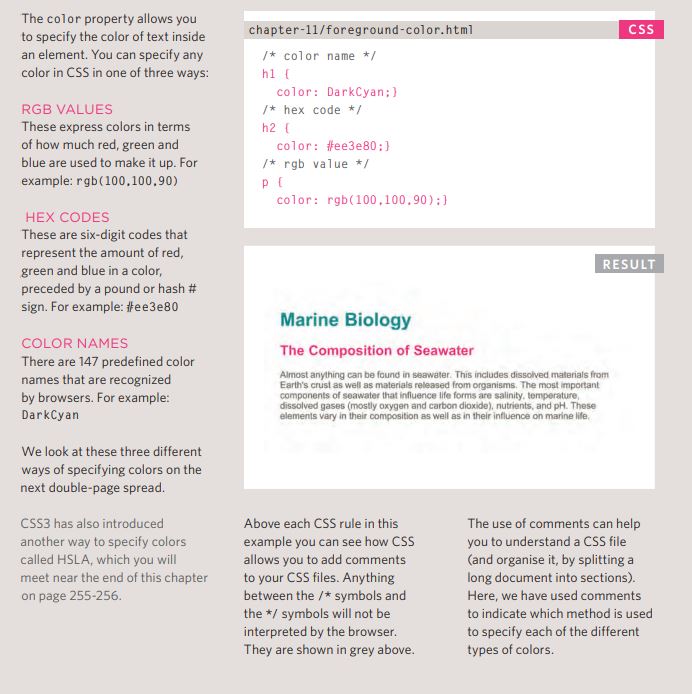 The color property allows you
to specify the color of text inside
an element. You can specify any
color in CSS in one of three ways:
RGB VALUES
These express colors in terms
of how much red, green and
blue are used to make it up. For
example: rgb(100,100,90)
HEX CODES
These are six-digit codes that
represent the amount of red,
green and blue in a color,
preceded by a pound or hash #
sign. For example: #ee3e80
COLOR NAMES
There are 147 predefined color
names that are recognized
by browsers. For example:
DarkCyan
We look at these three different
ways of specifying colors on the
next double-page spread.
CSS3 has also introduced
another way to specify colors
called HSLA, which you will
meet near the end of this chapter
on page 255-256.
chapter-11/foreground-color.html
CSS
/* color name */
h1 {
color: DarkCyan;}
/* hex code */
h2 {
color: #ee3e80;}
/* rgb value */
p {
color: rgb(100,100,90);}
RESULT
Marine Biology
The Composition of Seawater
Almost anything can be found in seawater. This includes dissolved materials from
Earth's crust as well as materials released from organisms. The most important
components of seawater that influence life forms are salinity, temperature,
dissolved gases (mostly oxygen and carbon dioxide), nutrients, and pH. These
elements vary in their composition as well as in their influence on marine life.
Above each CSS rule in this
example you can see how CSS
allows you to add comments
to your CSS files. Anything
between the /* symbols and
the */ symbols will not be
interpreted by the browser.
They are shown in grey above.
The use of comments can help
you to understand a CSS file
(and organise it, by splitting a
long document into sections).
Here, we have used comments
to indicate which method is used
to specify each of the different
types of colors.